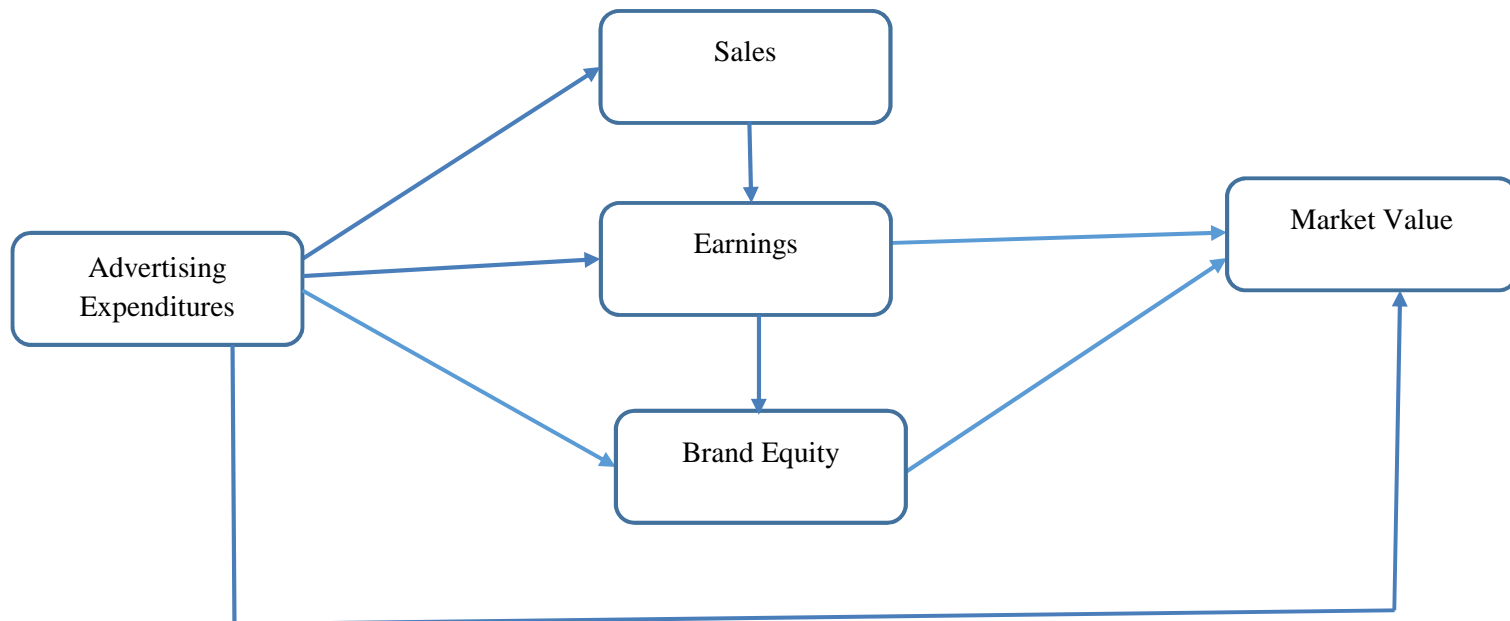 Sales
Earnings
Market Value
Advertising
Expenditures
Brand Equity